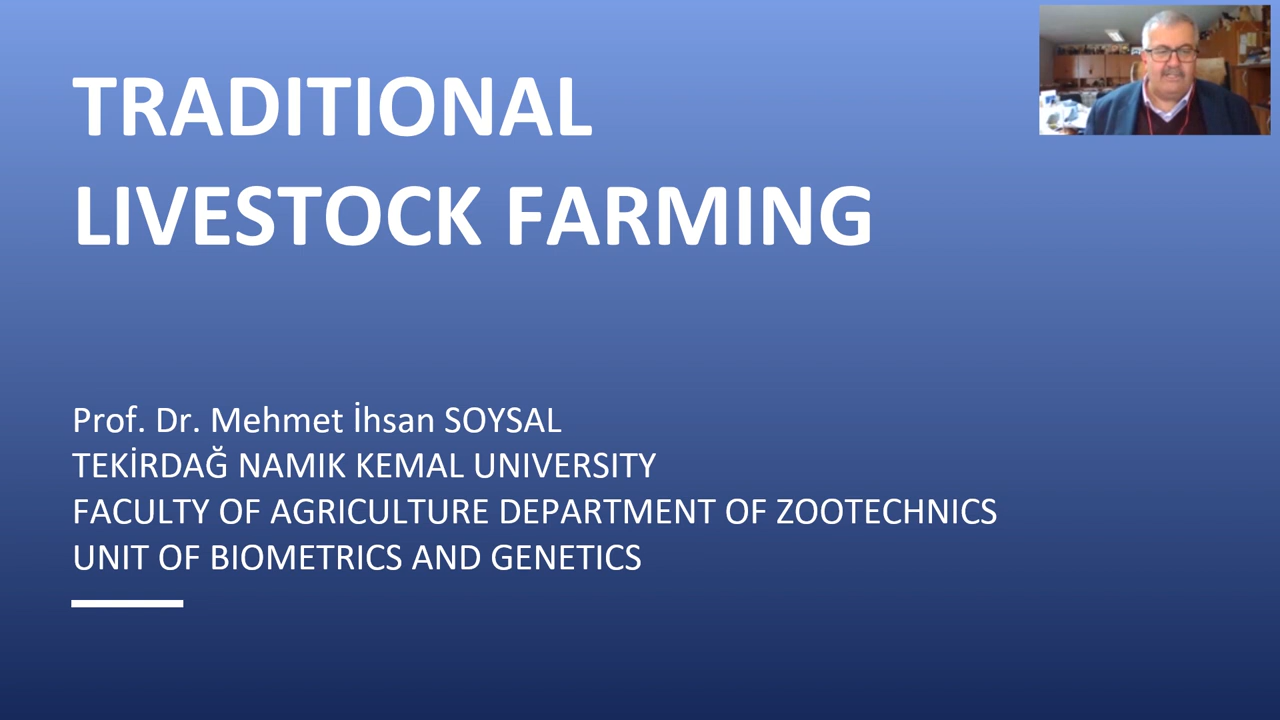 TRADITIONAL
LIVESTOCK FARMING
Prof. Dr. Mehmet İhsan SOYSAL
TEKİRDAĞ NAMIK KEMAL UNIVERSITY
FACULTY OF AGRICULTURE DEPARTMENT OF ZOOTECHNICS
UNIT OF BIOMETRICS AND GENETICS